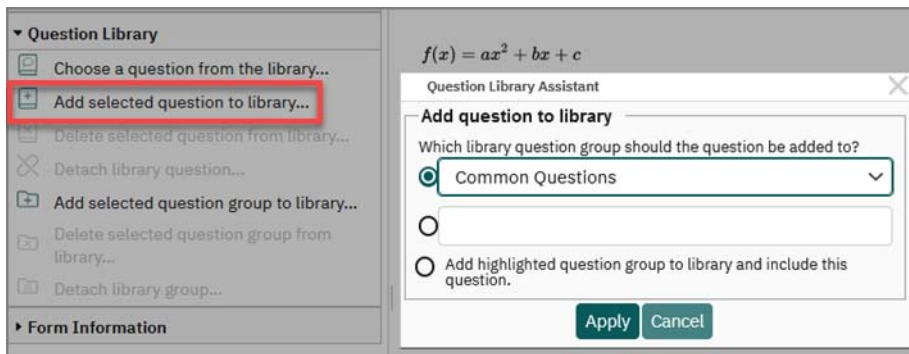 ▾ Question Library
Choose a question from the library...
Add selected question to library...
Delete selected question from library...
Detach library question...
Add selected question group to library...
Delete selected question group from
library...
Detach library group...
▸ Form Information
f(x) = ax² + bx + c
Question Library Assistant
Add question to library
Which library question group should the question be added to?
Common Questions
Add highlighted question group to library and include this
question.
Apply Cancel